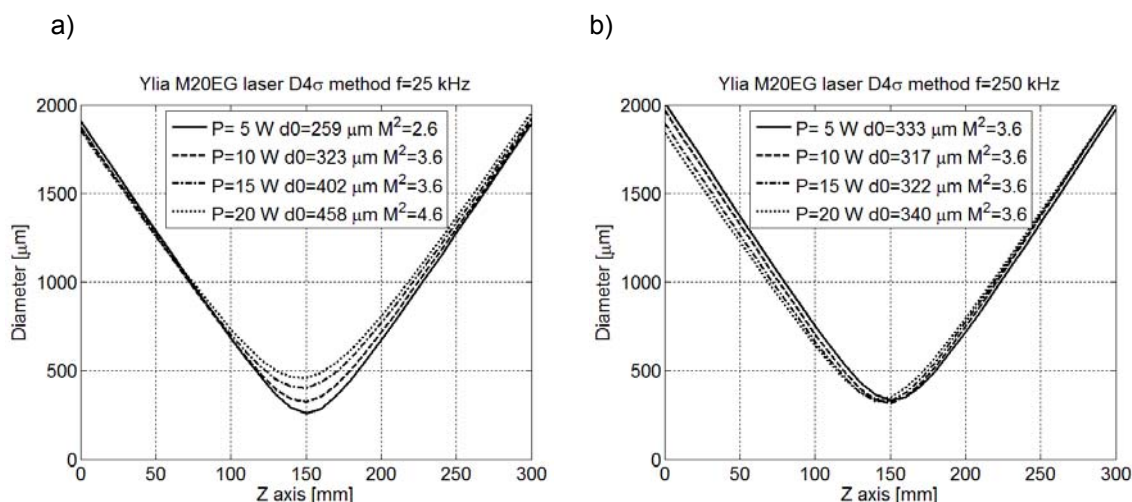 a)
b)
Ylia M20EG laser D4σ method f=25 kHz
2000
1500
1000
500
0
Diameter [μm]
P= 5 W d0=259 μm M²=2.6
P=10 W d0=323 μm M²=3.6
P=15 W d0=402 μm M²=3.6
P=20 W d0=458 μm M²=4.6
0 50 100 150 200 250 300
Z axis [mm]
Ylia M20EG laser D4σ method f=250 kHz
2000
1500
1000
500
0
Diameter [μm]
P= 5 W d0=333 μm M²=3.6
P=10 W d0=317 μm M²=3.6
P=15 W d0=322 μm M²=3.6
P=20 W d0=340 μm M²=3.6
0 50 100 150 200 250 300
Z axis [mm]